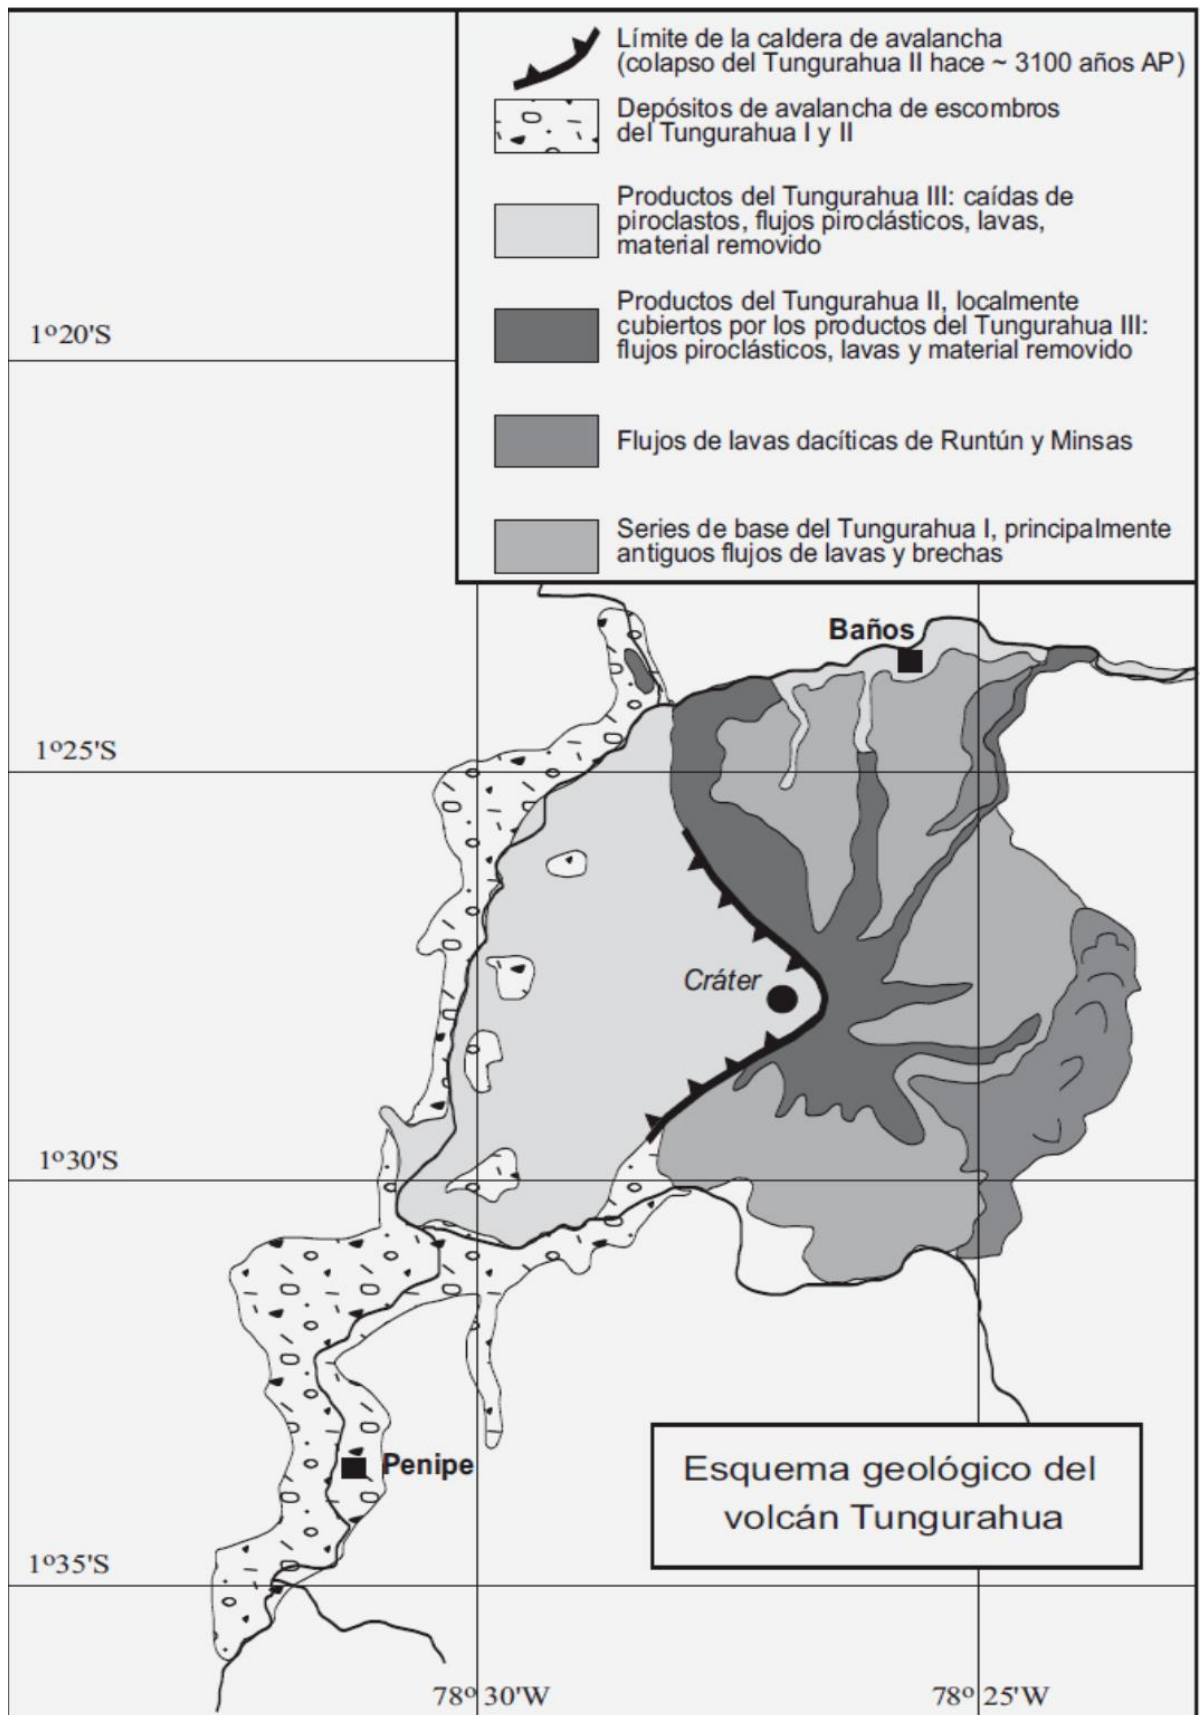 Límite de la caldera de avalancha
(colapso del Tungurahua II hace ~ 3100 años AP)
Depósitos de avalancha de escombros
del Tungurahua I y II
Productos del Tungurahua III: caídas de
piroclastos, flujos piroclásticos, lavas,
material removido
Productos del Tungurahua II, localmente
cubiertos por los productos del Tungurahua III:
flujos piroclásticos, lavas y material removido
Flujos de lavas dacíticas de Runtún y Minsas
Series de base del Tungurahua I, principalmente
antiguos flujos de lavas y brechas
1º20'S
Baños
1º25'S
Cráter
1º30'S
Penipe
Esquema geológico del
volcán Tungurahua
1º35'S
78º30'W
78º25'W